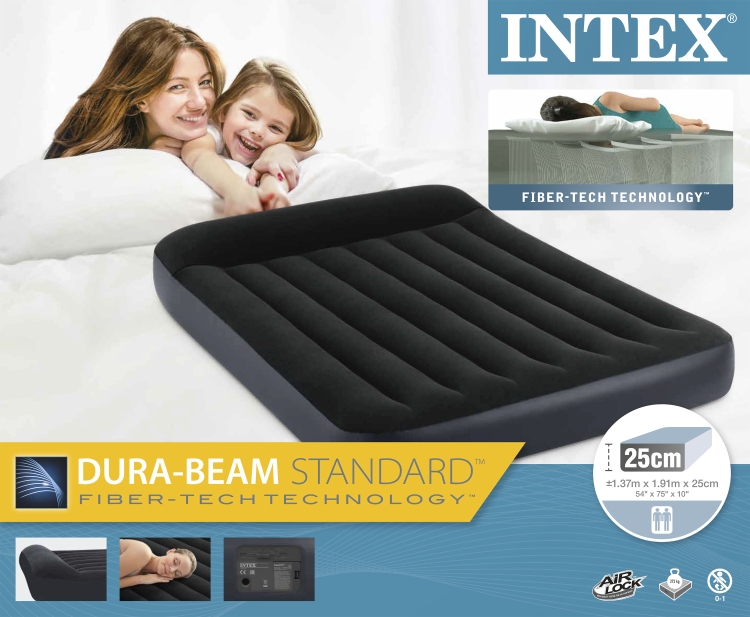 INTEX®
FIBER-TECH TECHNOLOGY™
DURA-BEAM STANDARD™
FIBER-TECH TECHNOLOGY™
25cm
±1.37m x 1.91m x 25cm
54" x 75" x 10"
INTEX
AIR LOCK
0-1